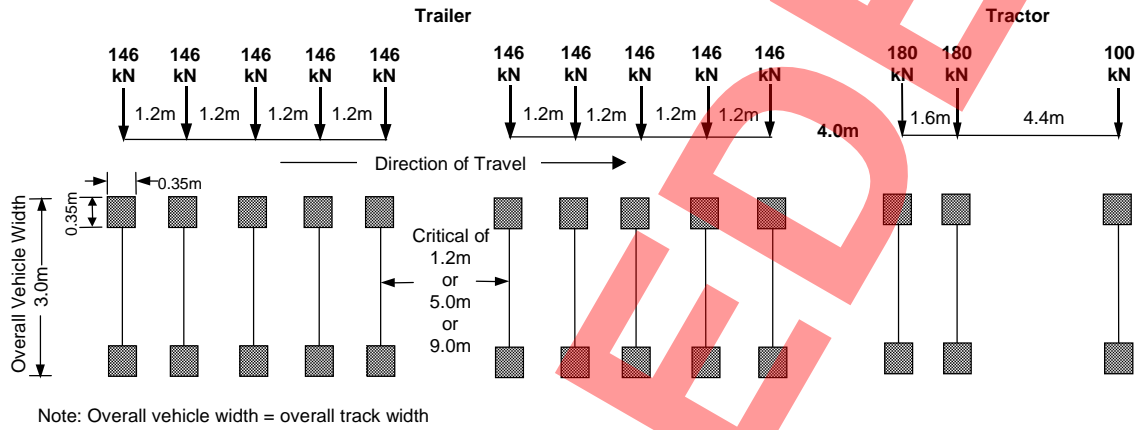 Trailer
Tractor
146 kN
146 kN
146 kN
146 kN
146 kN
146 kN
146 kN
146 kN
146 kN
146 kN
180 kN
180 kN
100 kN
1.2m
1.2m
1.2m
1.2m
1.2m
1.2m
1.2m
1.2m
4.0m
1.6m
4.4m
Direction of Travel
0.35m
0.35m
Overall Vehicle Width
3.0m
Critical of
1.2m
or
5.0m
or
9.0m
Note: Overall vehicle width = overall track width